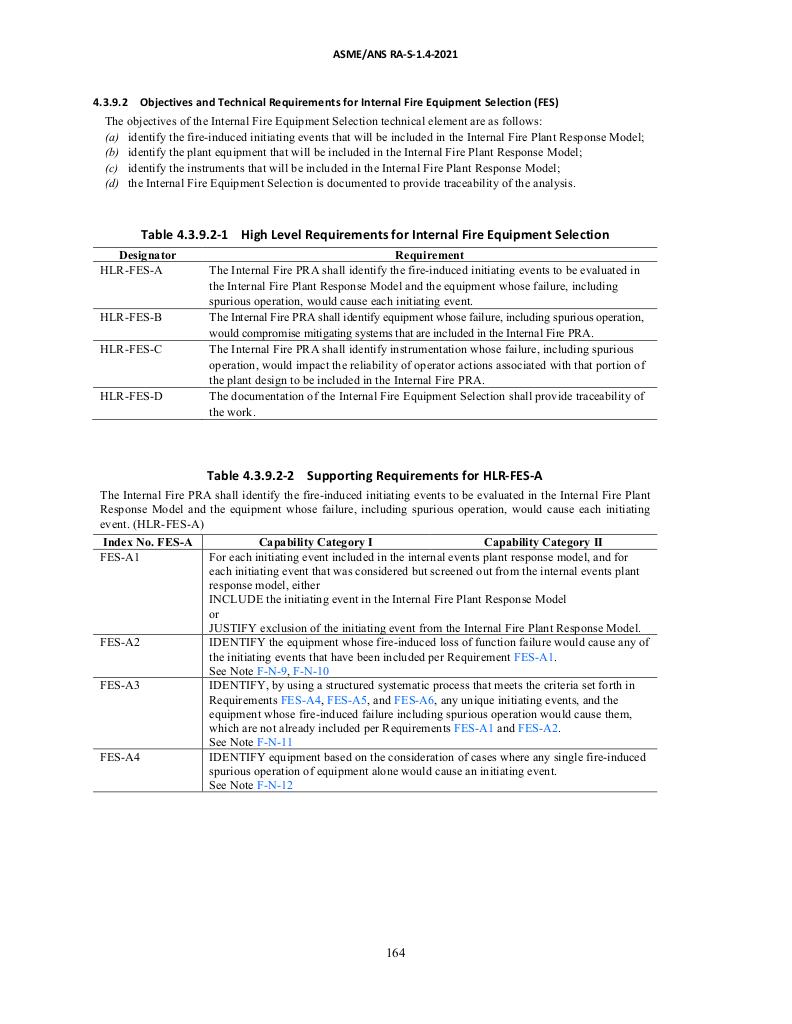 ASME/ANS RA-S-1.4-2021
4.3.9.2 Objectives and Technical Requirements for Internal Fire Equipment Selection (FES)
The objectives of the Internal Fire Equipment Selection technical element are as follows:
(a) identify the fire-induced initiating events that will be included in the Internal Fire Plant Response Model;
(b) identify the plant equipment that will be included in the Internal Fire Plant Response Model;
(c) identify the instruments that will be included in the Internal Fire Plant Response Model;
(d) the Internal Fire Equipment Selection is documented to provide traceability of the analysis.
Table 4.3.9.2-1 High Level Requirements for Internal Fire Equipment Selection
Designator Requirement
HLR-FES-A The Internal Fire PRA shall identify the fire-induced initiating events to be evaluated in
the Internal Fire Plant Response Model and the equipment whose failure, including
spurious operation, would cause each initiating event.
HLR-FES-B The Internal Fire PRA shall identify equipment whose failure, including spurious operation,
would compromise mitigating systems that are included in the Internal Fire PRA.
HLR-FES-C The Internal Fire PRA shall identify instrumentation whose failure, including spurious
operation, would impact the reliability of operator actions associated with that portion of
the plant design to be included in the Internal Fire PRA.
HLR-FES-D The documentation of the Internal Fire Equipment Selection shall provide traceability of
the work.
Table 4.3.9.2-2 Supporting Requirements for HLR-FES-A
The Internal Fire PRA shall identify the fire-induced initiating events to be evaluated in the Internal Fire Plant
Response Model and the equipment whose failure, including spurious operation, would cause each initiating
event. (HLR-FES-A)
Index No. FES-A Capability Category I Capability Category II
FES-A1 For each initiating event included in the internal events plant response model, and for
each initiating event that was considered but screened out from the internal events plant
response model, either
INCLUDE the initiating event in the Internal Fire Plant Response Model
or
JUSTIFY exclusion of the initiating event from the Internal Fire Plant Response Model.
FES-A2 IDENTIFY the equipment whose fire-induced loss of function failure would cause any of
the initiating events that have been included per Requirement FES-A1.
See Note F-N-9, F-N-10
FES-A3 IDENTIFY, by using a structured systematic process that meets the criteria set forth in
Requirements FES-A4, FES-A5, and FES-A6, any unique initiating events, and the
equipment whose fire-induced failure including spurious operation would cause them,
which are not already included per Requirements FES-A1 and FES-A2.
See Note F-N-11
FES-A4 IDENTIFY equipment based on the consideration of cases where any single fire-induced
spurious operation of equipment alone would cause an initiating event.
See Note F-N-12
164